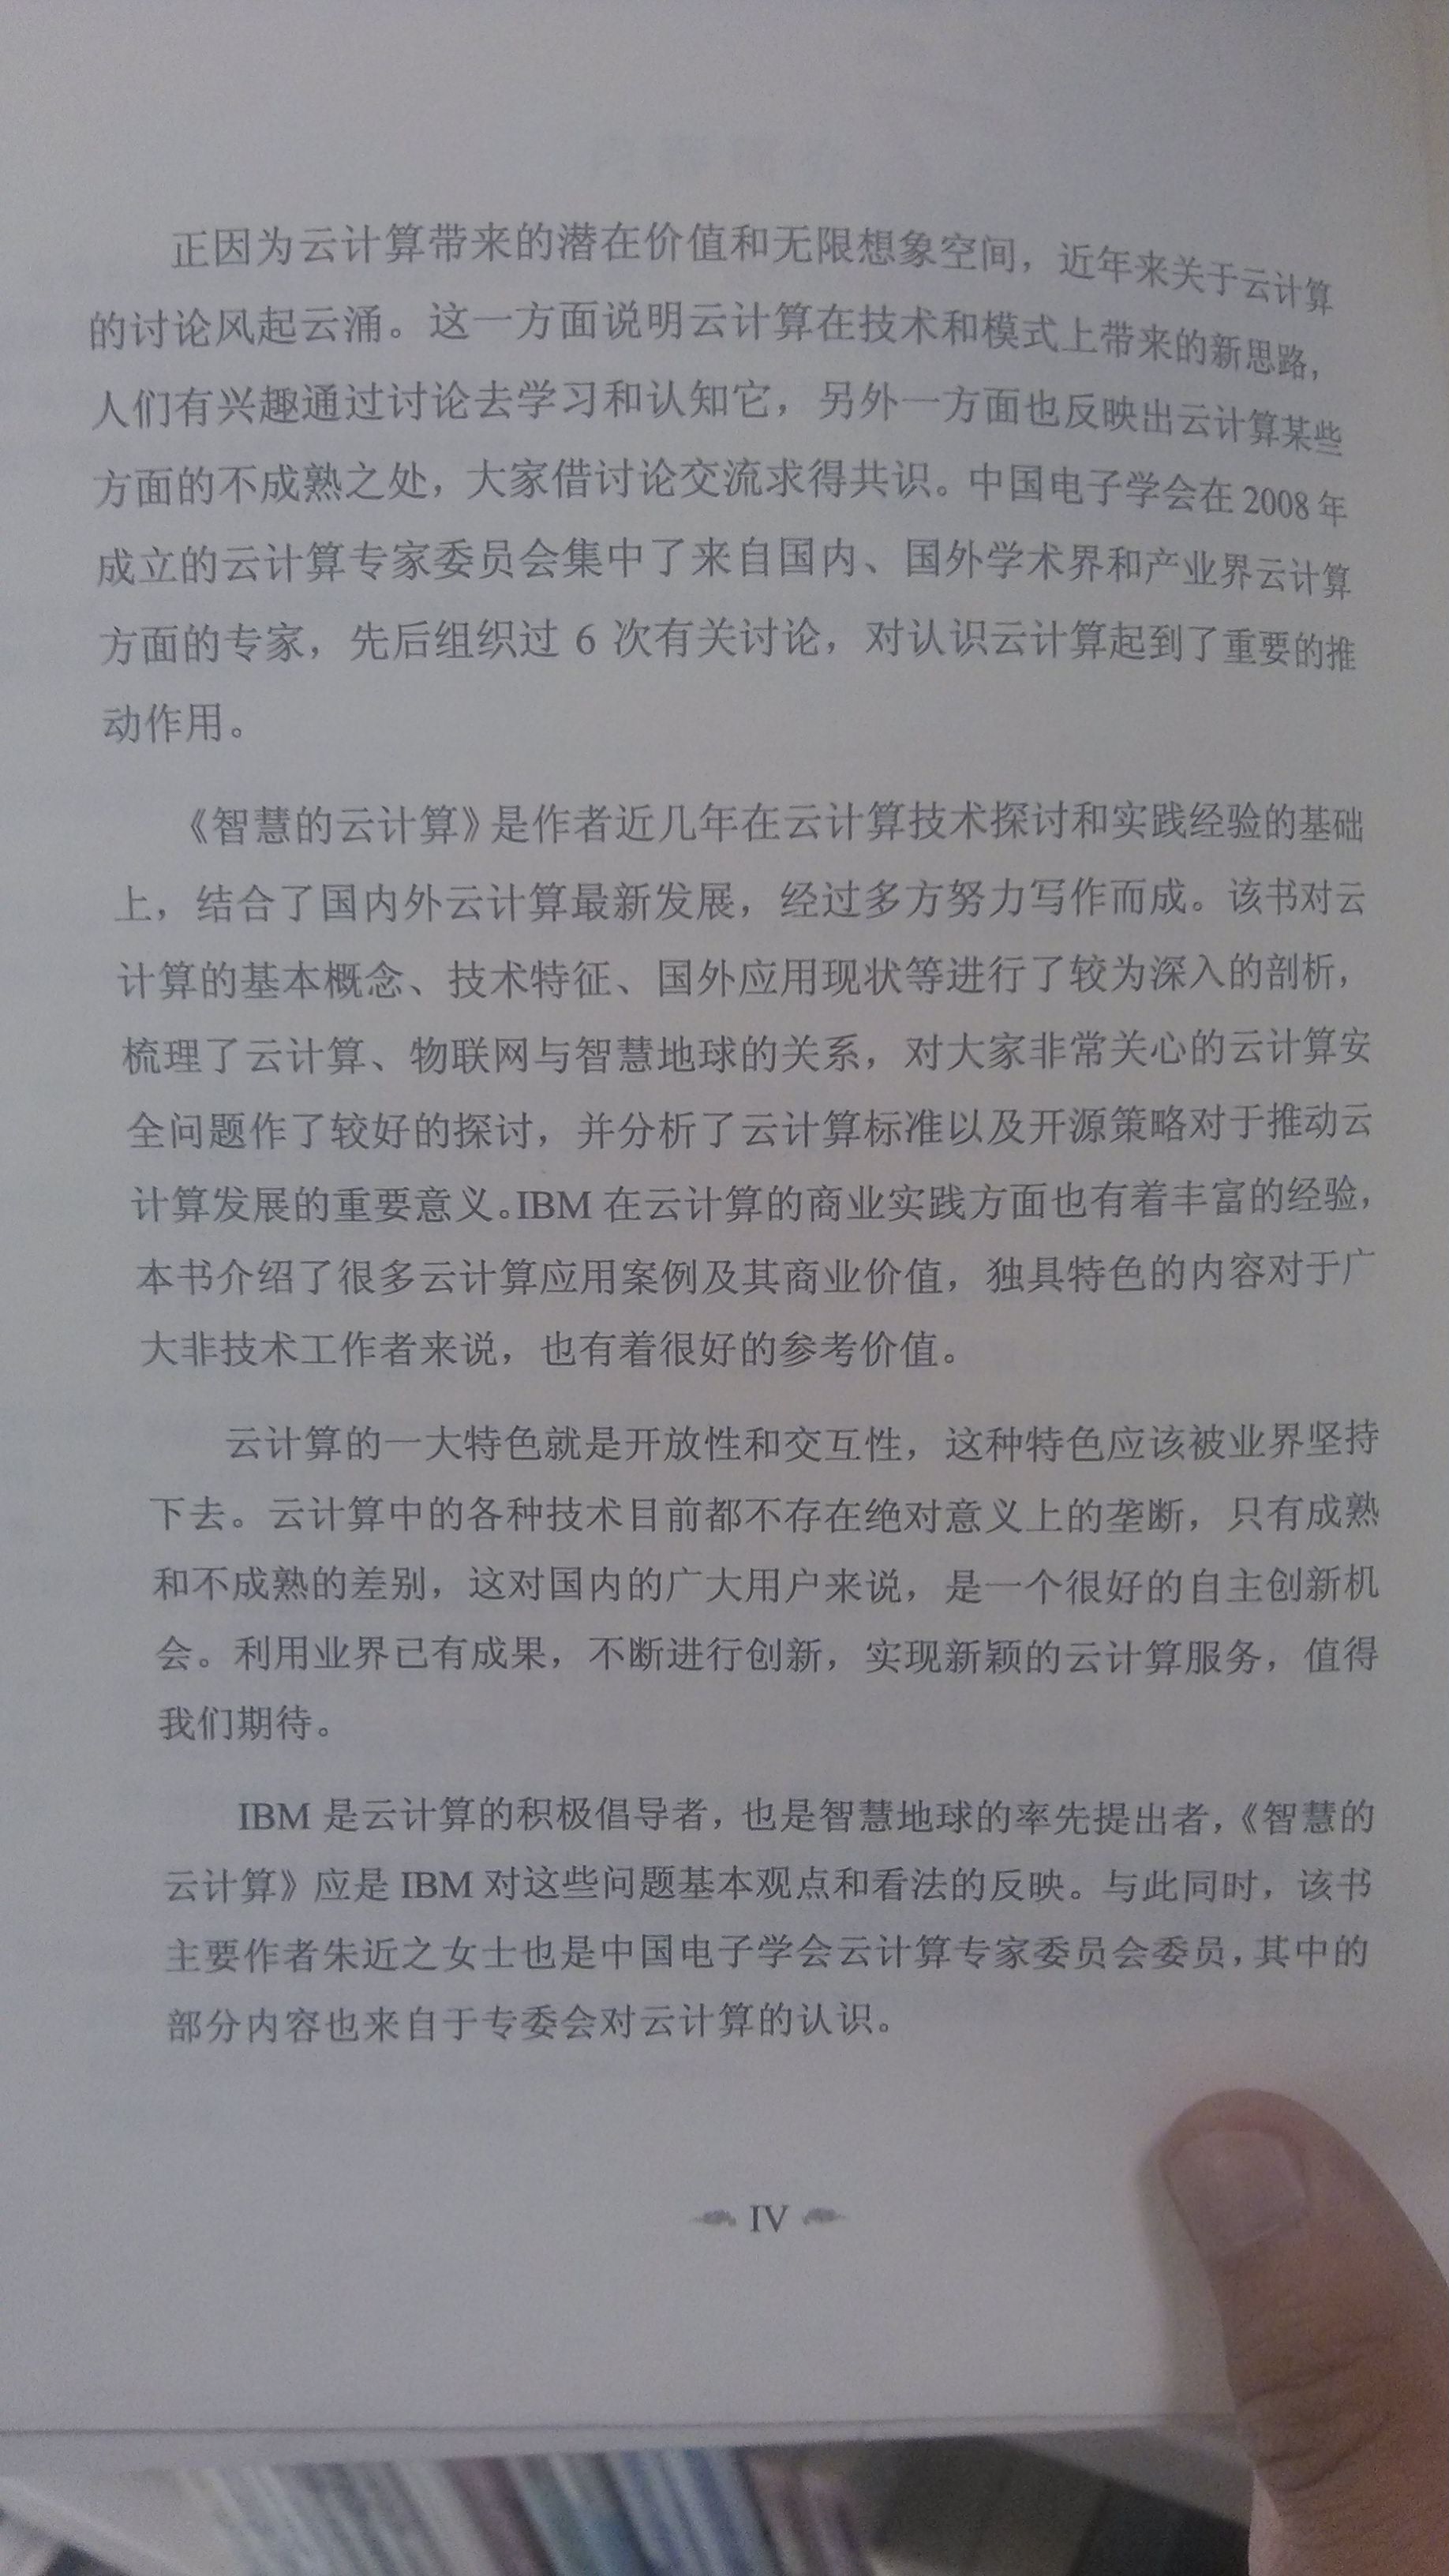 正因为云计算带来的潜在价值和无限想象空间，近年来关于云计算
的讨论风起云涌。这一方面说明云计算在技术和模式上带来的新思路，
人们有兴趣通过讨论去学习和认知它，另外一方面也反映出云计算某些
方面的不成熟之处，大家借讨论交流求得共识。中国电子学会在 2008 年
成立的云计算专家委员会集中了来自国内、国外学术界和产业界云计算
方面的专家，先后组织过 6 次有关讨论，对认识云计算起到了重要的推
动作用。
《智慧的云计算》是作者近几年在云计算技术探讨和实践经验的基础
上，结合了国内外云计算最新发展，经过多方努力写作而成。该书对云
计算的基本概念、技术特征、国外应用现状等进行了较为深入的剖析，
梳理了云计算、物联网与智慧地球的关系，对大家非常关心的云计算安
全问题作了较好的探讨，并分析了云计算标准以及开源策略对于推动云
计算发展的重要意义。IBM 在云计算的商业实践方面也有着丰富的经验，
本书介绍了很多云计算应用案例及其商业价值，独具特色的内容对于广
大非技术工作者来说，也有着很好的参考价值。
云计算的一大特色就是开放性和交互性，这种特色应该被业界坚持
下去。云计算中的各种技术目前都不存在绝对意义上的垄断，只有成熟
和不成熟的差别，这对国内的广大用户来说，是一个很好的自主创新机
会。利用业界已有成果，不断进行创新，实现新颖的云计算服务，值得
我们期待。
IBM 是云计算的积极倡导者，也是智慧地球的率先提出者，《智慧的
云计算》应是 IBM 对这些问题基本观点和看法的反映。与此同时，该书
主要作者朱近之女士也是中国电子学会云计算专家委员会委员，其中的
部分内容也来自于专委会对云计算的认识。
IV